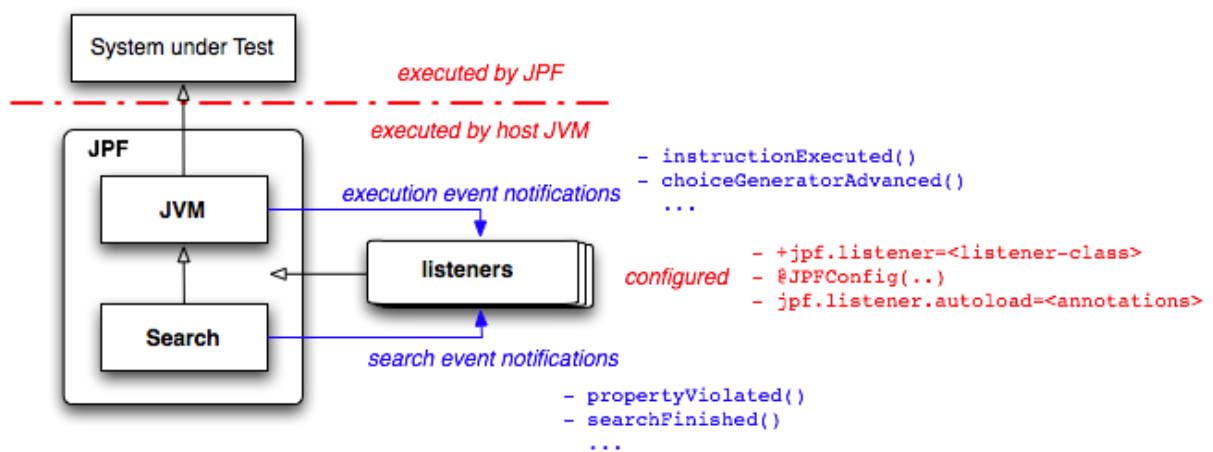 System under Test
executed by JPF
executed by host JVM
JPF
JVM
execution event notifications
- instructionExecuted()
- choiceGeneratorAdvanced()
...
listeners
configured
- +jpf.listener=<listener-class>
- @JPFConfig(..)
- jpf.listener.autoload=<annotations>
Search
search event notifications
- propertyViolated()
- searchFinished()
...